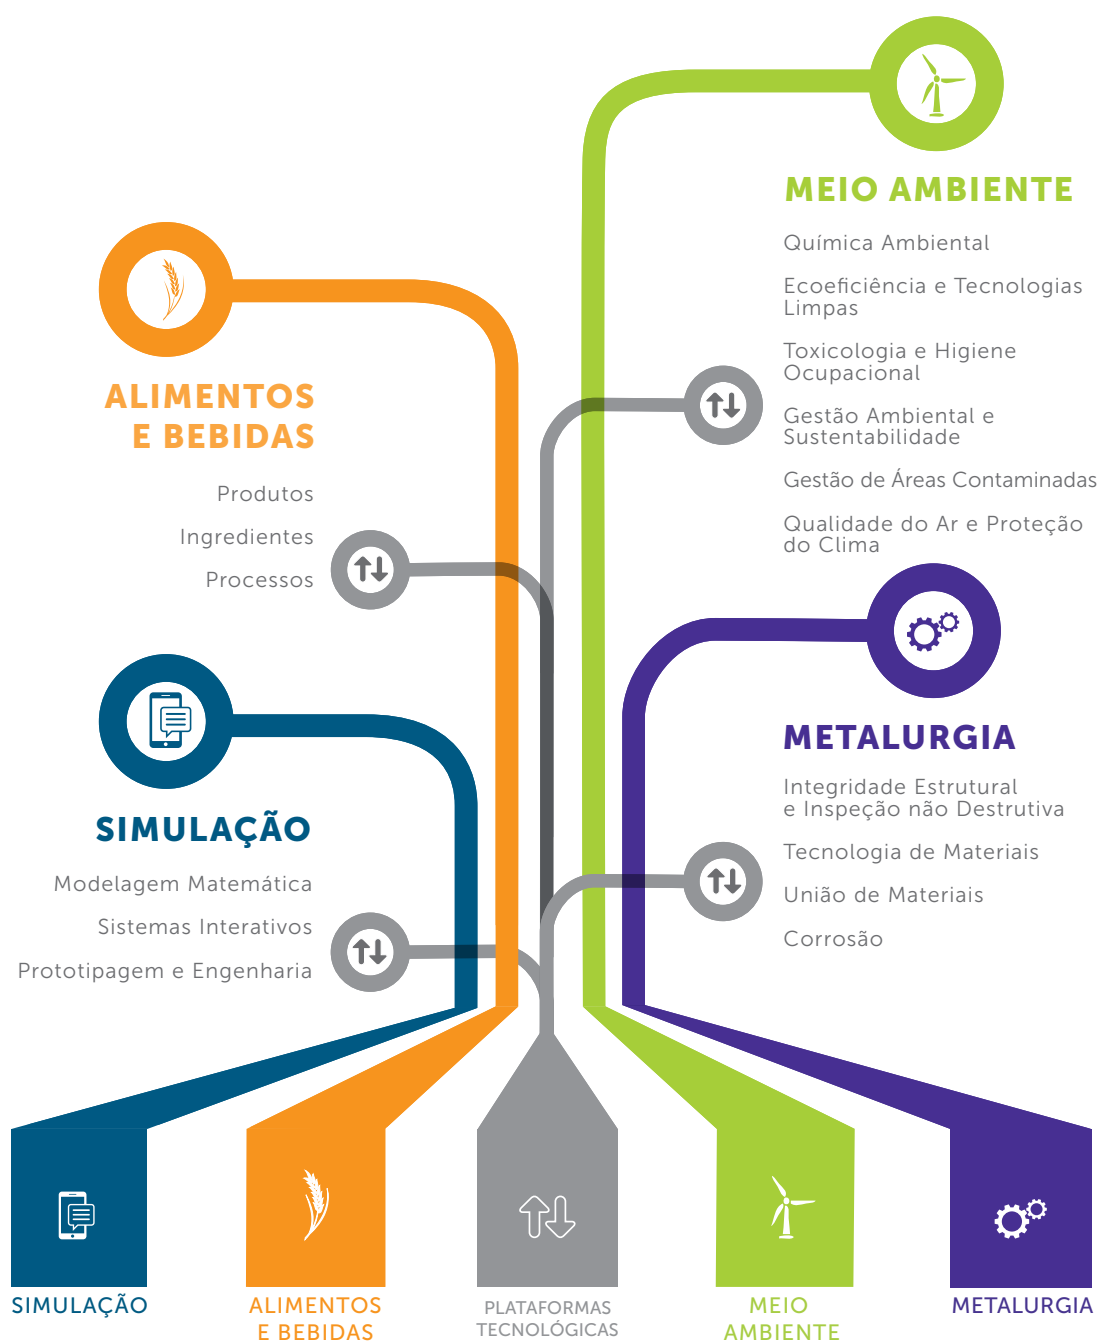 MEIO AMBIENTE
Química Ambiental
Ecoeficiência e Tecnologias
Limpas
Toxicologia e Higiene
Ocupacional
Gestão Ambiental e
Sustentabilidade
Gestão de Áreas Contaminadas
Qualidade do Ar e Proteção
do Clima
ALIMENTOS
E BEBIDAS
Produtos
Ingredientes
Processos
METALURGIA
Integridade Estrutural
e Inspeção não Destrutiva
Tecnologia de Materiais
União de Materiais
Corrosão
SIMULAÇÃO
Modelagem Matemática
Sistemas Interativos
Prototipagem e Engenharia
SIMULAÇÃO
ALIMENTOS
E BEBIDAS
PLATAFORMAS
TECNOLÓGICAS
MEIO
AMBIENTE
METALURGIA